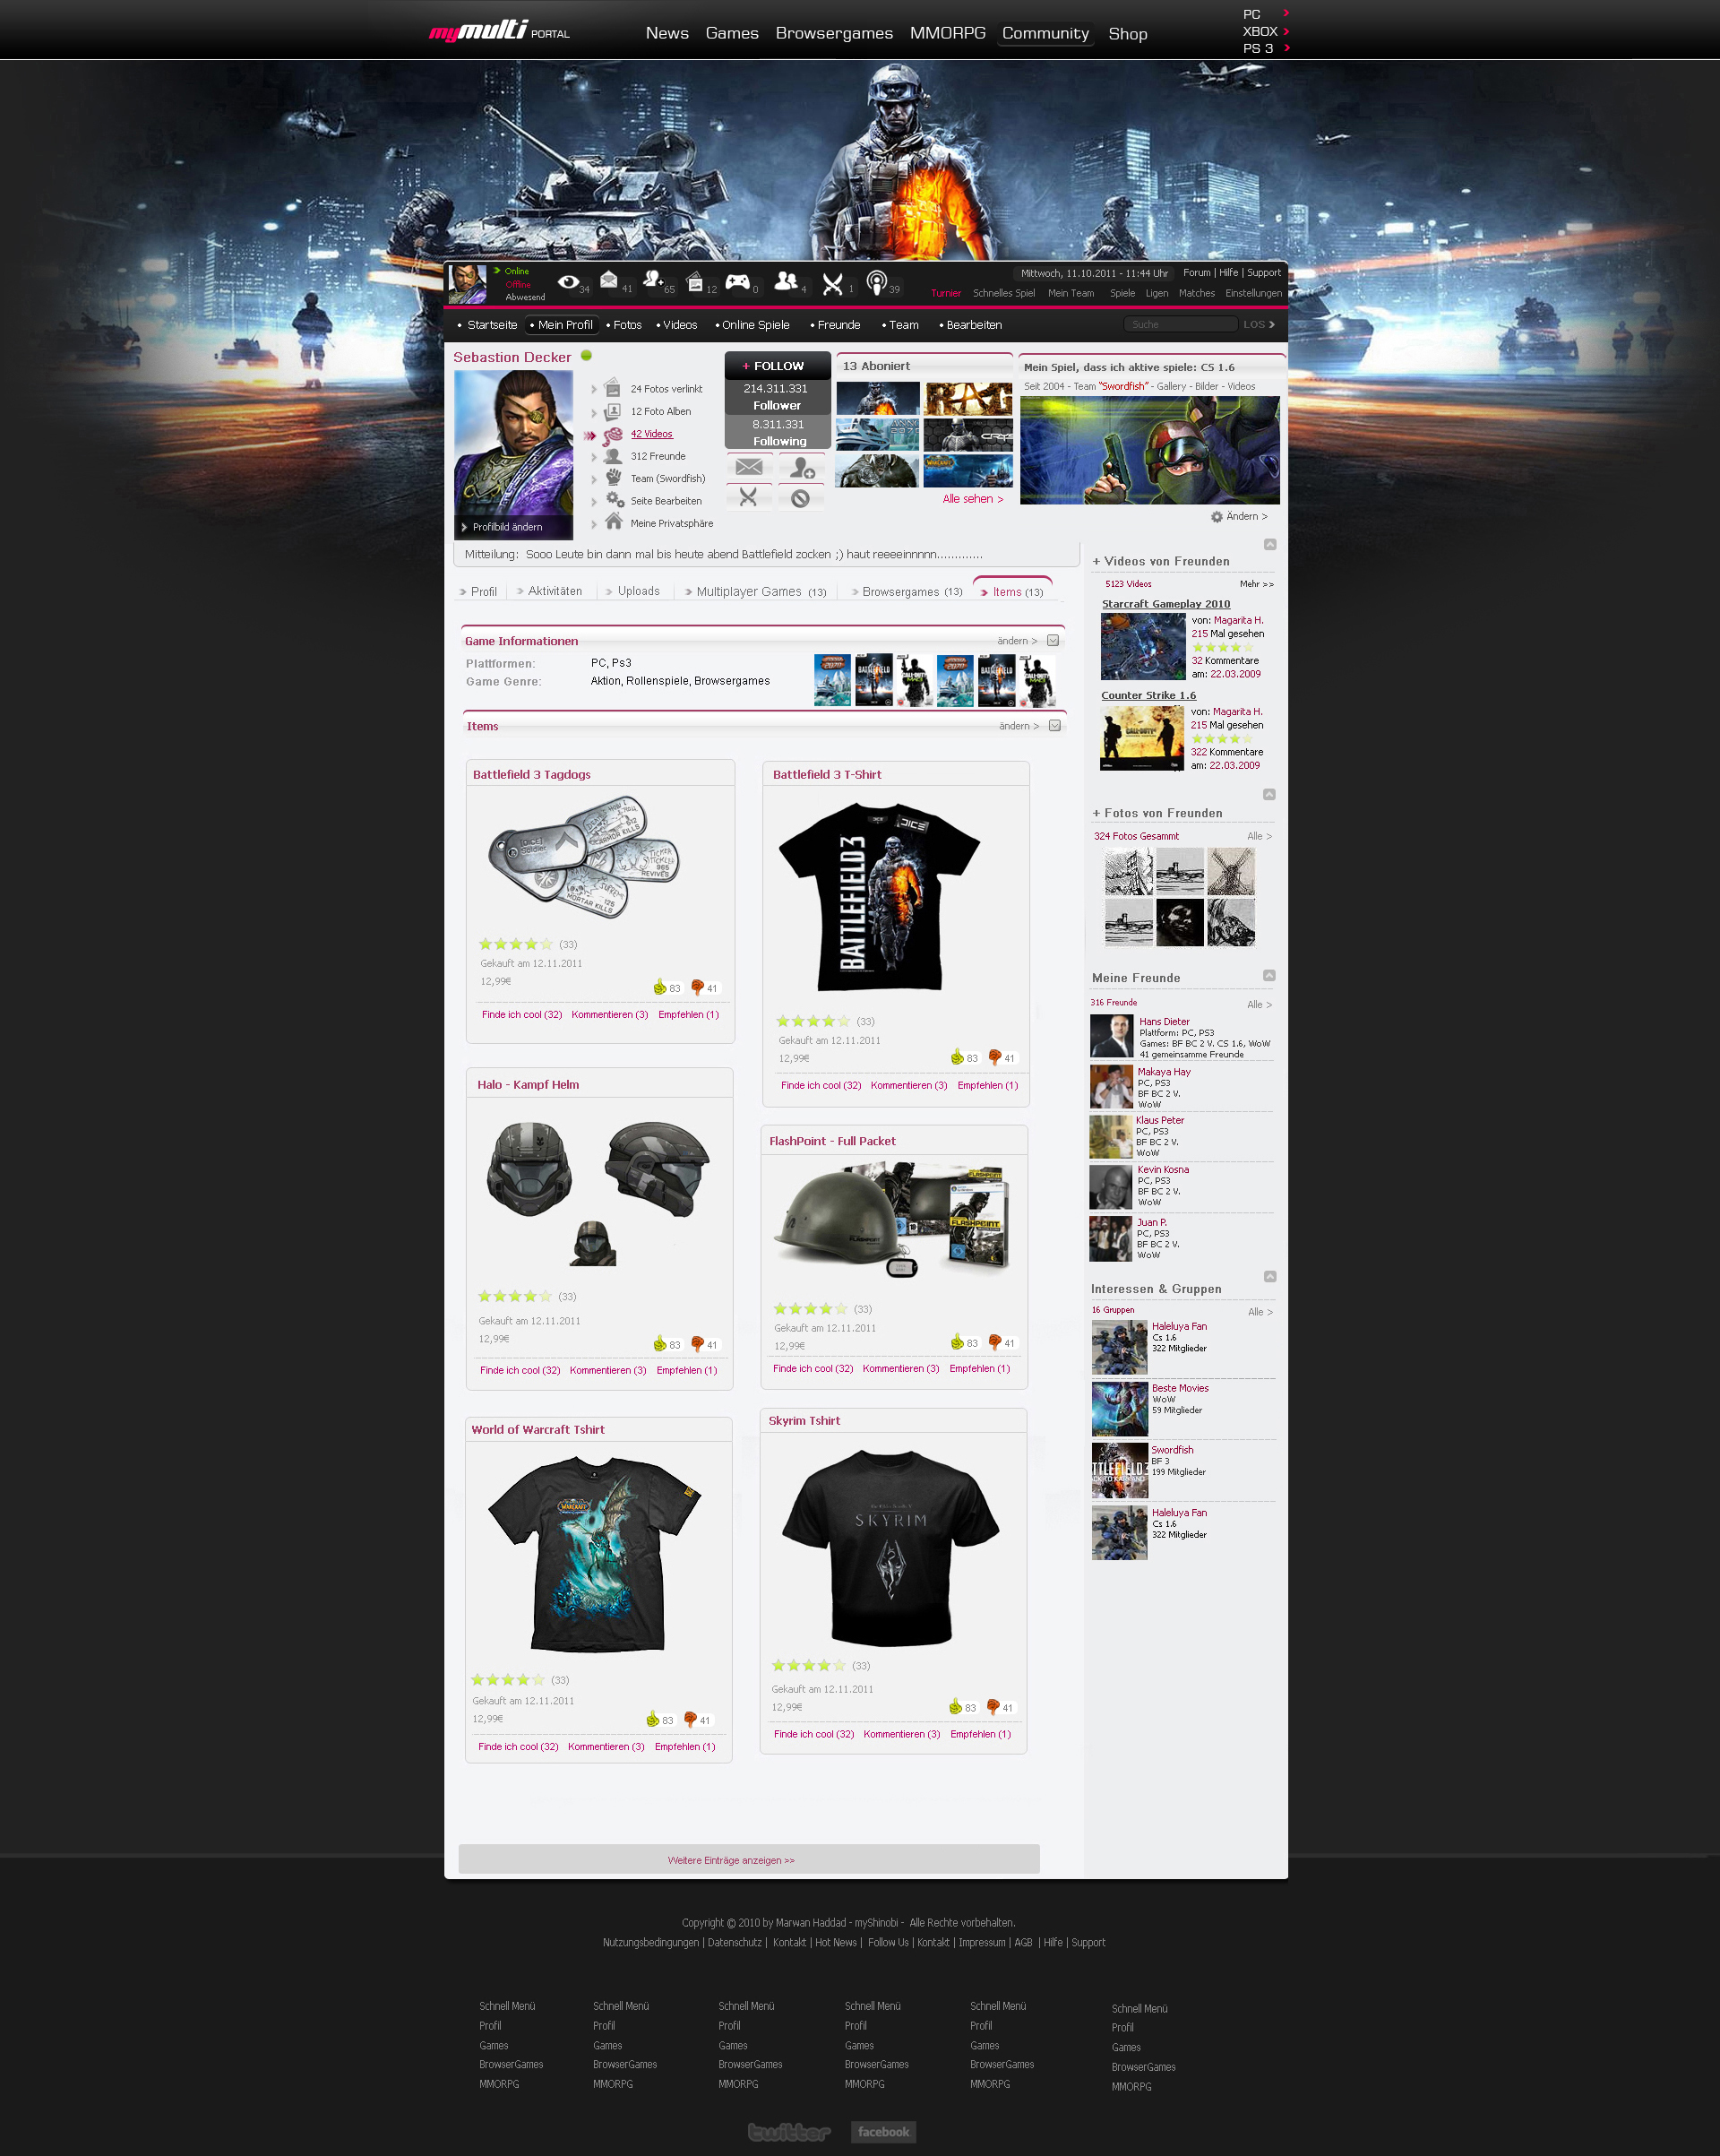 mymulti PORTAL
News Games Browsergames MMORPG Community Shop
PC
XBOX
PS 3
Online
Offline
Abwesend
34 41 65 12 0 4 1 39
Mittwoch, 11.10.2011 - 11:44 Uhr
Forum | Hilfe | Support
Turnier Schnelles Spiel Mein Team Spiele Ligen Matches Einstellungen
Startseite Mein Profil Fotos Videos Online Spiele Freunde Team Bearbeiten
Suche LOS
Sebastion Decker
Profilbild ändern
24 Fotos verlinkt
12 Foto Alben
42 Videos
312 Freunde
Team (Swordfish)
Seite Bearbeiten
Meine Privatsphäre
+ FOLLOW
214.311.331
Follower
8.311.331
Following
13 Aboniert
Alle sehen >
Mein Spiel, dass ich aktive spiele: CS 1.6
Seit 2004 - Team "Swordfish" - Gallery - Bilder - Videos
Ändern >
Mitteilung: Sooo Leute bin dann mal bis heute abend Battlefield zocken ;) haut reeeeinnnnn.............
Profil Aktivitäten Uploads Multiplayer Games (13) Browsergames (13) Items (13)
Game Informationen ändern >
Plattformen: PC, Ps3
Game Genre: Aktion, Rollenspiele, Browsergames
Items ändern >
Battlefield 3 Tagdogs
(33)
Gekauft am 12.11.2011
12,99€
83 41
Finde ich cool (32) Kommentieren (3) Empfehlen (1)
Battlefield 3 T-Shirt
DICE
BATTLEFIELD 3
(33)
Gekauft am 12.11.2011
12,99€
83 41
Finde ich cool (32) Kommentieren (3) Empfehlen (1)
Halo - Kampf Helm
(33)
Gekauft am 12.11.2011
12,99€
83 41
Finde ich cool (32) Kommentieren (3) Empfehlen (1)
FlashPoint - Full Packet
FLASHPOINT
(33)
Gekauft am 12.11.2011
12,99€
83 41
Finde ich cool (32) Kommentieren (3) Empfehlen (1)
World of Warcraft Tshirt
WARCRAFT
(33)
Gekauft am 12.11.2011
12,99€
83 41
Finde ich cool (32) Kommentieren (3) Empfehlen (1)
Skyrim Tshirt
SKYRIM
(33)
Gekauft am 12.11.2011
12,99€
83 41
Finde ich cool (32) Kommentieren (3) Empfehlen (1)
Weitere Einträge anzeigen >>
+ Videos von Freunden
5123 Videos Mehr >>
Starcraft Gameplay 2010
von: Magarita H.
215 Mal gesehen
32 Kommentare
am: 22.03.2009
Counter Strike 1.6
von: Magarita H.
215 Mal gesehen
322 Kommentare
am: 22.03.2009
+ Fotos von Freunden
324 Fotos Gesammt Alle >
Meine Freunde
316 Freunde Alle >
Hans Dieter
Plattform: PC, PS3
Games: BF BC 2 V. CS 1.6, WoW
41 gemeinsamme Freunde
Makaya Hay
PC, PS3
BF BC 2 V.
WoW
Klaus Peter
PC, PS3
BF BC 2 V.
WoW
Kevin Kosna
PC, PS3
BF BC 2 V.
WoW
Juan P.
PC, PS3
BF BC 2 V.
WoW
Interessen & Gruppen
16 Gruppen Alle >
Haleluya Fan
Cs 1.6
322 Mitglieder
Beste Movies
WoW
59 Mitglieder
Swordfish
BF 3
199 Mitglieder
Haleluya Fan
Cs 1.6
322 Mitglieder
Copyright © 2010 by Marwan Haddad - myShinobi - Alle Rechte vorbehalten.
Nutzungsbedingungen | Datenschutz | Kontakt | Hot News | Follow Us | Kontakt | Impressum | AGB | Hilfe | Support
Schnell Menü Schnell Menü Schnell Menü Schnell Menü Schnell Menü Schnell Menü
Profil Profil Profil Profil Profil Profil
Games Games Games Games Games Games
BrowserGames BrowserGames BrowserGames BrowserGames BrowserGames BrowserGames
MMORPG MMORPG MMORPG MMORPG MMORPG MMORPG
twitter facebook